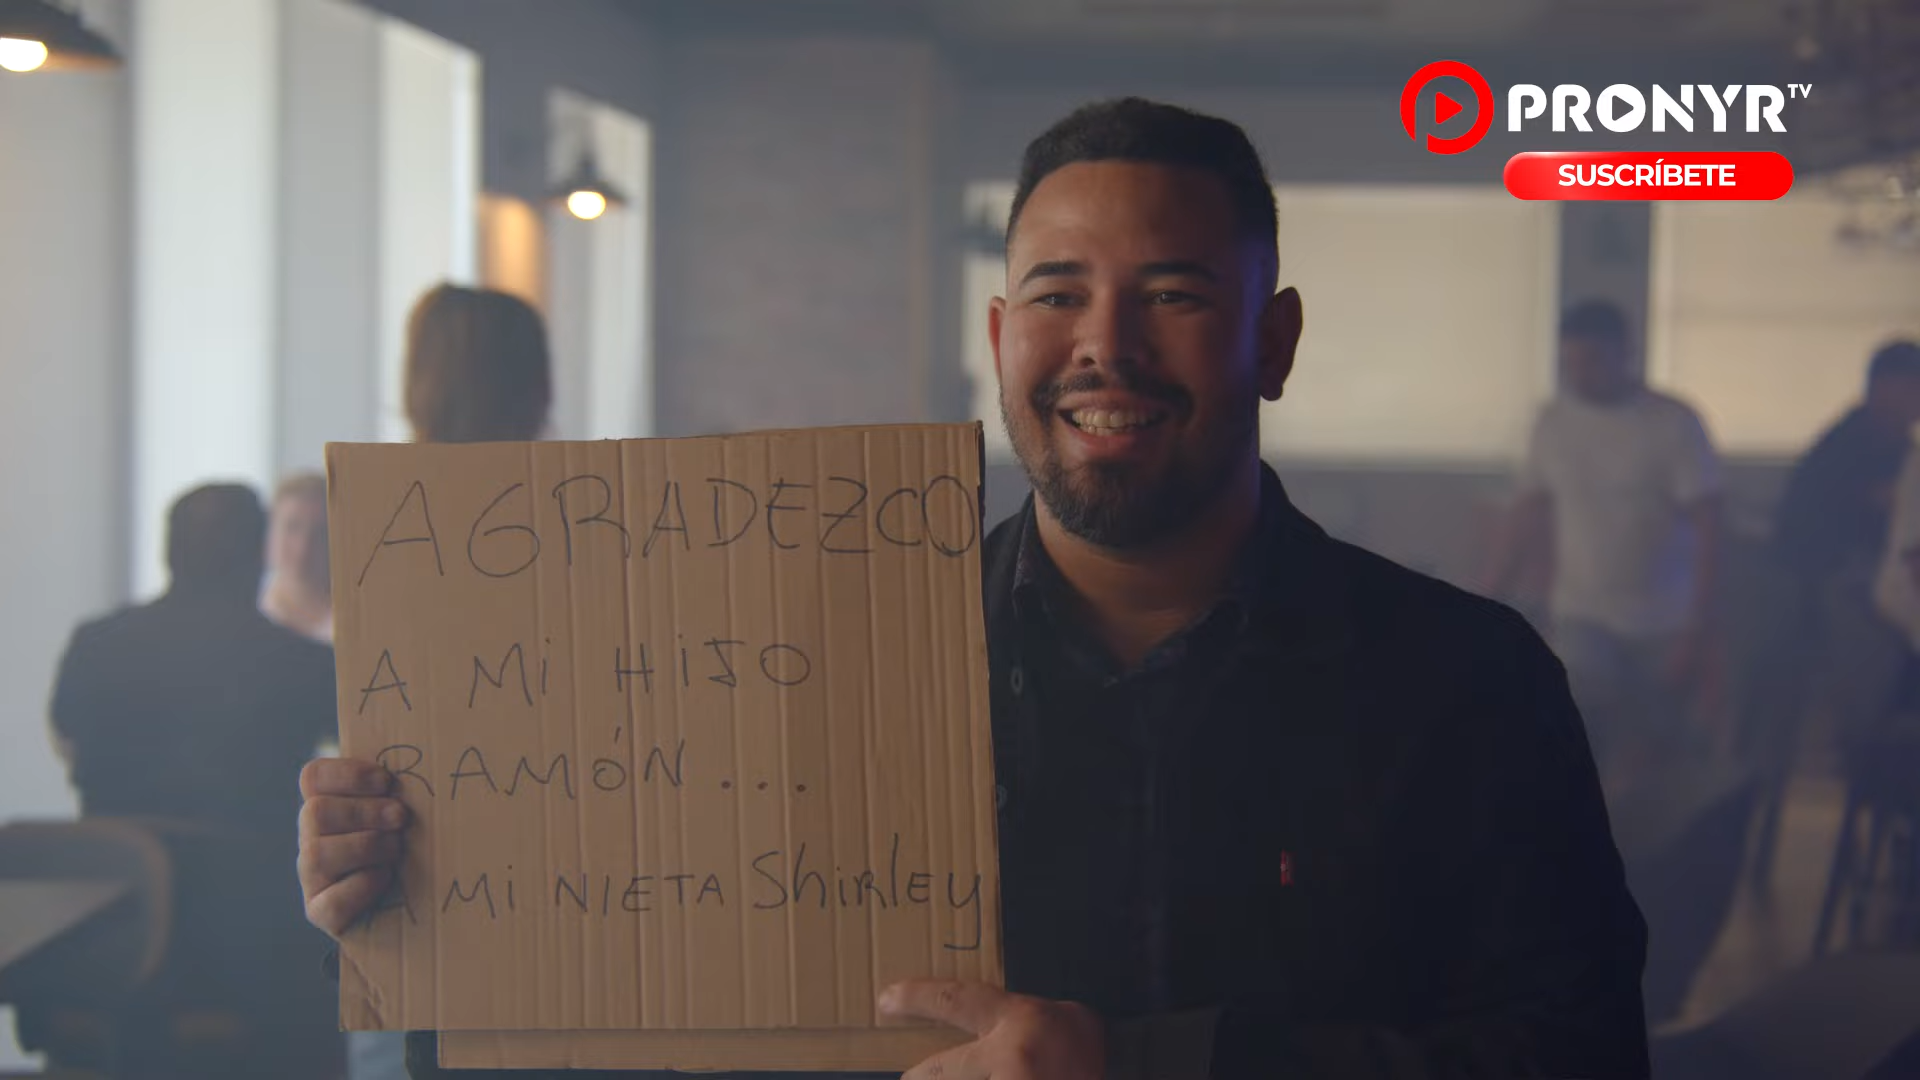 PRONYR TV
SUSCRÍBETE
AGRADEZCO
A Mi HiJO
RAMÓN...
A Mi NIETA ShirlEy